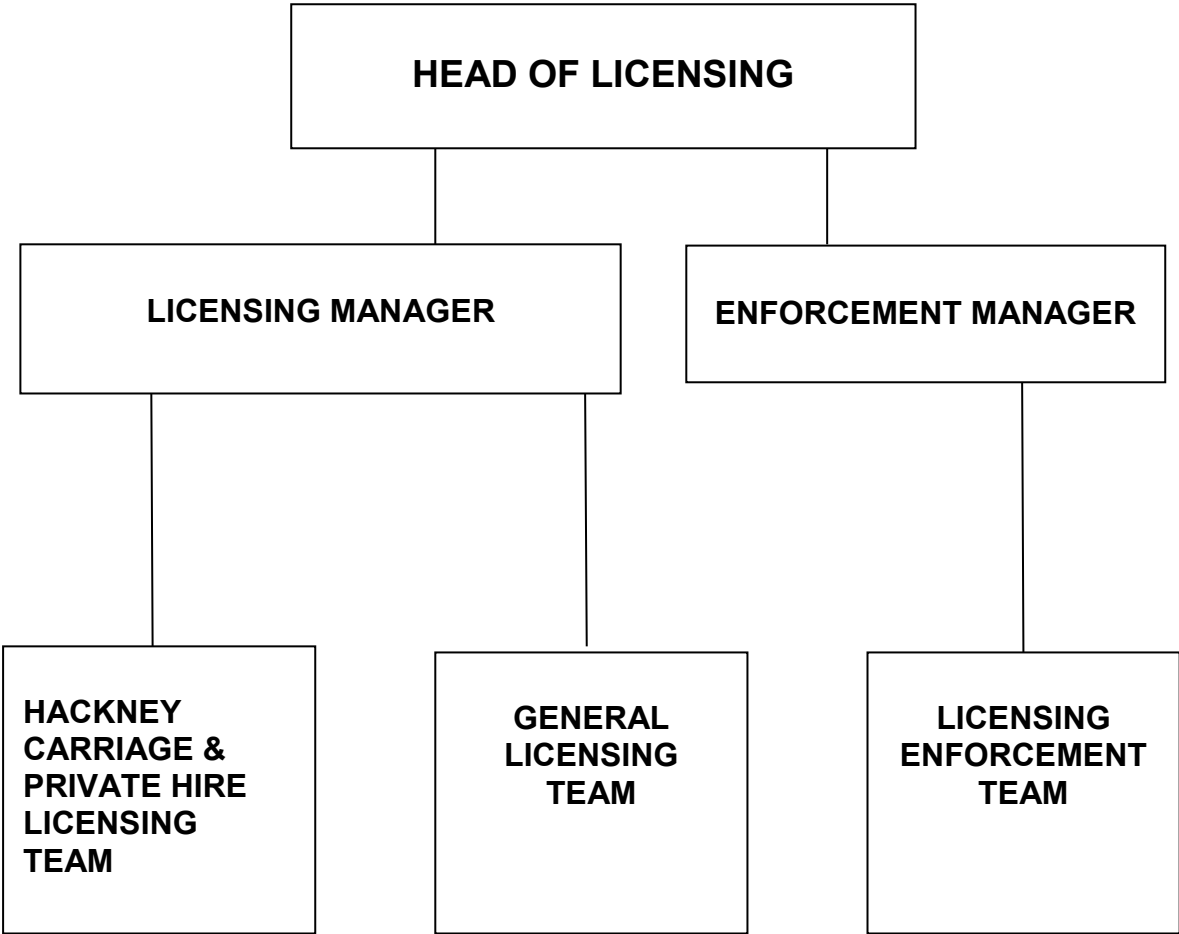 HEAD OF LICENSING
LICENSING MANAGER
ENFORCEMENT MANAGER
HACKNEY
CARRIAGE &
PRIVATE HIRE
LICENSING
TEAM
GENERAL
LICENSING
TEAM
LICENSING
ENFORCEMENT
TEAM